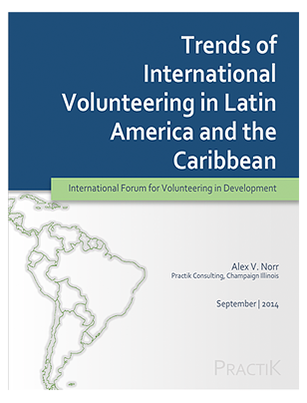 Trends of
International
Volunteering in Latin
America and the
Caribbean
International Forum for Volunteering in Development
Alex V. Norr
Practik Consulting, Champaign Illinois
September | 2014
PRACTIK